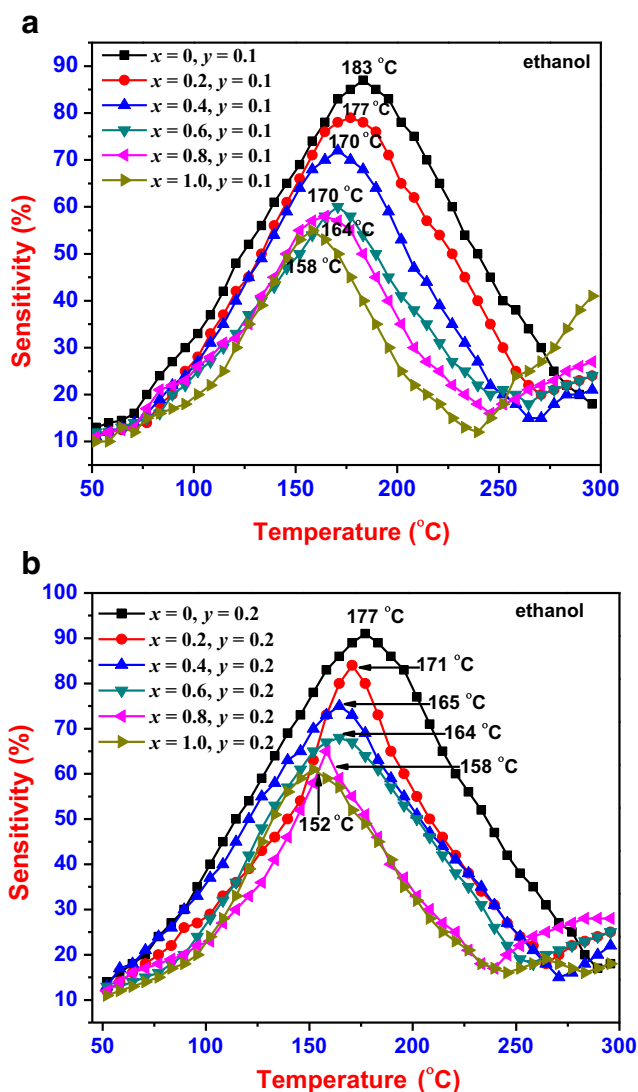 a
x = 0, y = 0.1
x = 0.2, y = 0.1
x = 0.4, y = 0.1
x = 0.6, y = 0.1
x = 0.8, y = 0.1
x = 1.0, y = 0.1
ethanol
183 °C
177 °C
170 °C
170 °C
164 °C
158 °C
90
80
70
60
50
40
30
20
10
Sensitivity (%)
50 100 150 200 250 300
Temperature (°C)
b
x = 0, y = 0.2
x = 0.2, y = 0.2
x = 0.4, y = 0.2
x = 0.6, y = 0.2
x = 0.8, y = 0.2
x = 1.0, y = 0.2
ethanol
177 °C
171 °C
165 °C
164 °C
158 °C
152 °C
100
90
80
70
60
50
40
30
20
10
Sensitivity (%)
50 100 150 200 250 300
Temperature (°C)